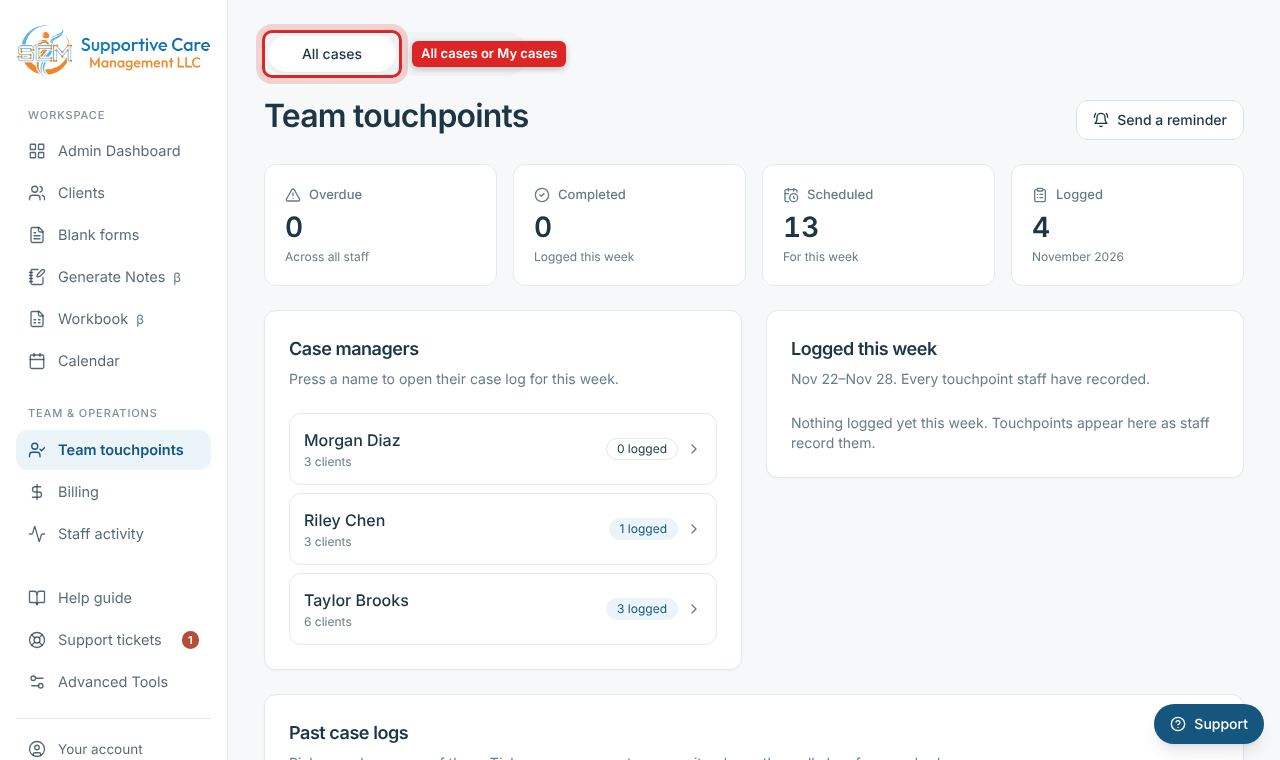 SCM Supportive Care
Management LLC
WORKSPACE
Admin Dashboard
Clients
Blank forms
Generate Notes β
Workbook β
Calendar
TEAM & OPERATIONS
Team touchpoints
Billing
Staff activity
Help guide
Support tickets 1
Advanced Tools
Your account
All cases
All cases or My cases
Team touchpoints
Send a reminder
Overdue
0
Across all staff
Completed
0
Logged this week
Scheduled
13
For this week
Logged
4
November 2026
Case managers
Press a name to open their case log for this week.
Morgan Diaz
3 clients
0 logged
Riley Chen
3 clients
1 logged
Taylor Brooks
6 clients
3 logged
Logged this week
Nov 22–Nov 28. Every touchpoint staff have recorded.
Nothing logged yet this week. Touchpoints appear here as staff
record them.
Past case logs
Support